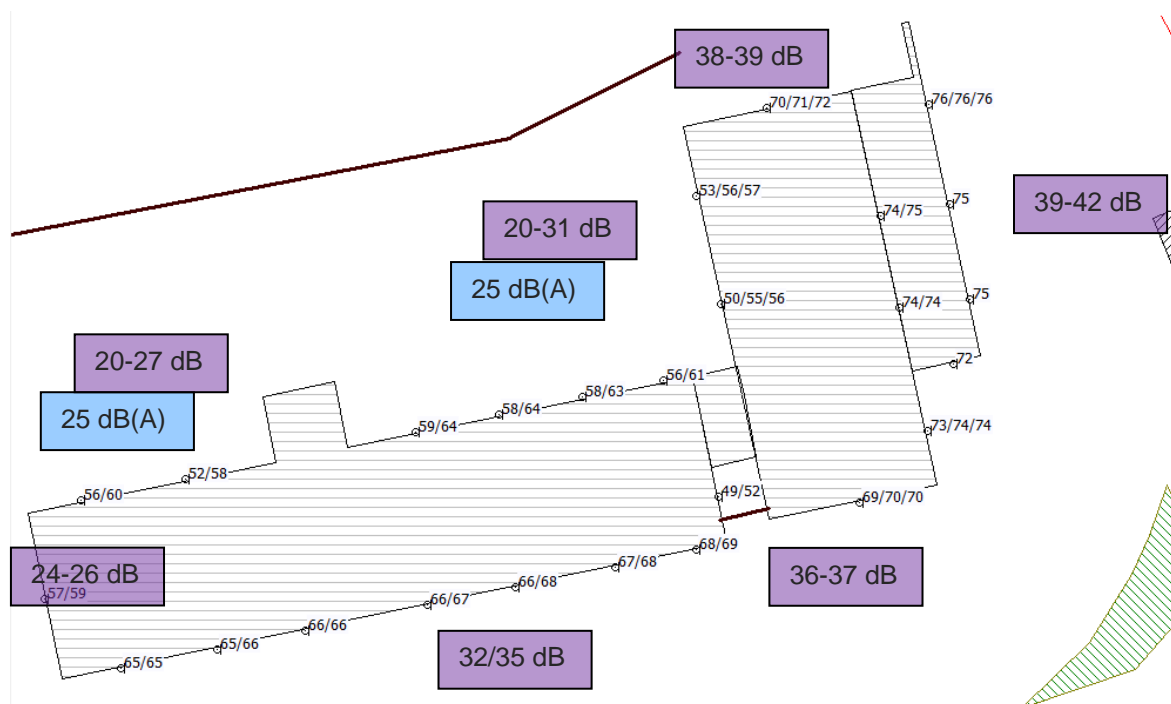 38-39 dB
70/71/72
76/76/76
53/56/57
39-42 dB
75
74/75
20-31 dB
25 dB(A)
50/55/56
74/74
75
20-27 dB
72
56/61
58/63
25 dB(A)
58/64
59/64
73/74/74
52/58
56/60
49/52
69/70/70
68/69
67/68
24-26 dB
36-37 dB
57/59
66/68
66/67
66/66
65/66
32/35 dB
65/65